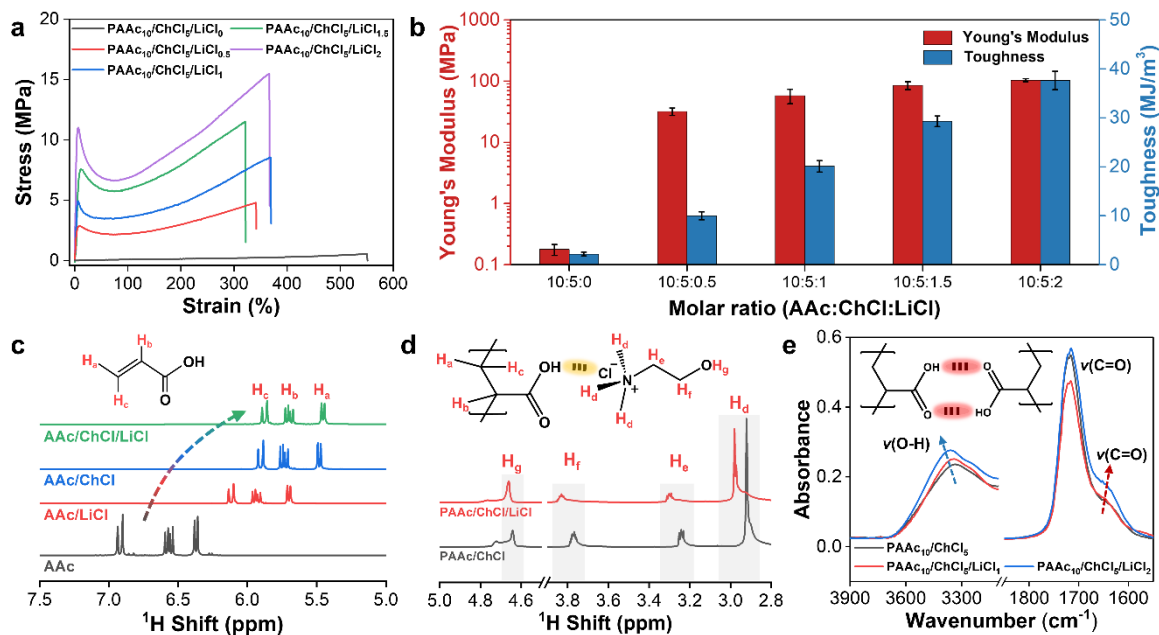 a
PAAc₁₀/ChCl₅/LiCl₀
PAAc₁₀/ChCl₅/LiCl₁.₅
PAAc₁₀/ChCl₅/LiCl₀.₅
PAAc₁₀/ChCl₅/LiCl₂
PAAc₁₀/ChCl₅/LiCl₁
20
15
10
5
0
Stress (MPa)
0 100 200 300 400 500 600
Strain (%)
b
Young's Modulus
Toughness
1000
100
10
1
0.1
Young's Modulus (MPa)
50
40
30
20
10
0
Toughness (MJ/m³)
10:5:0 10:5:0.5 10:5:1 10:5:1.5 10:5:2
Molar ratio (AAc:ChCl:LiCl)
c
Hb
Ha
OH
O
Hc
Hc Hb Ha
AAc/ChCl/LiCl
AAc/ChCl
AAc/LiCl
AAc
7.5 7.0 6.5 6.0 5.5 5.0
¹H Shift (ppm)
d
Ha
Hc
Hb
OH
O
Cl⁻
N⁺
Hd
Hd
Hd
He
Hf
OHg
Hg Hf He Hd
PAAc/ChCl/LiCl
PAAc/ChCl
5.0 4.8 4.6 3.8 3.6 3.4 3.2 3.0 2.8
¹H Shift (ppm)
e
0.6
0.4
0.2
0.0
Absorbance
OH
O
O
HO
ν(C=O)
ν(O-H)
ν(C=O)
PAAc₁₀/ChCl₅
PAAc₁₀/ChCl₅/LiCl₁
PAAc₁₀/ChCl₅/LiCl₂
3900 3300 1800 1700 1600
Wavenumber (cm⁻¹)